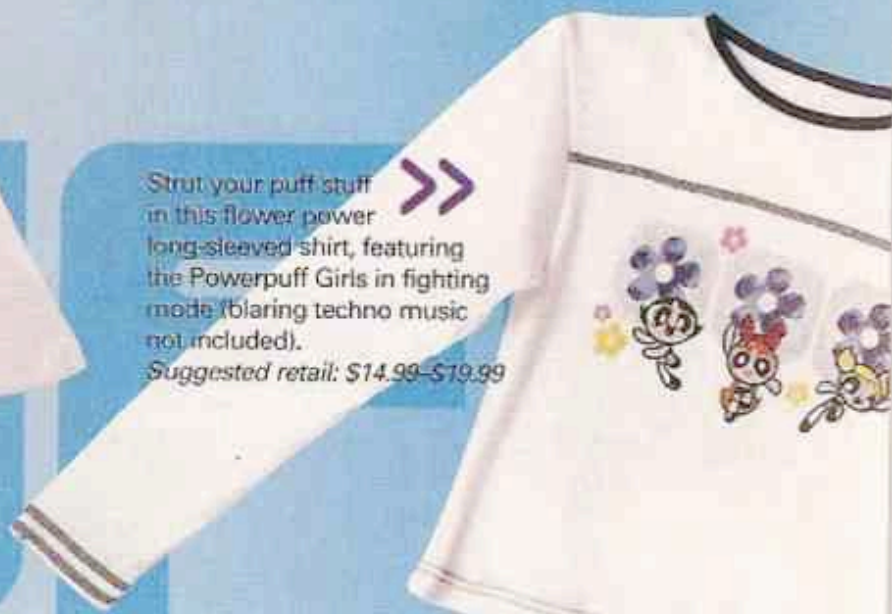 Strut your puff stuff
in this flower power
long-sleeved shirt, featuring
the Powerpuff Girls in fighting
mode (blaring techno music
not included).
Suggested retail: $14.99–$19.99